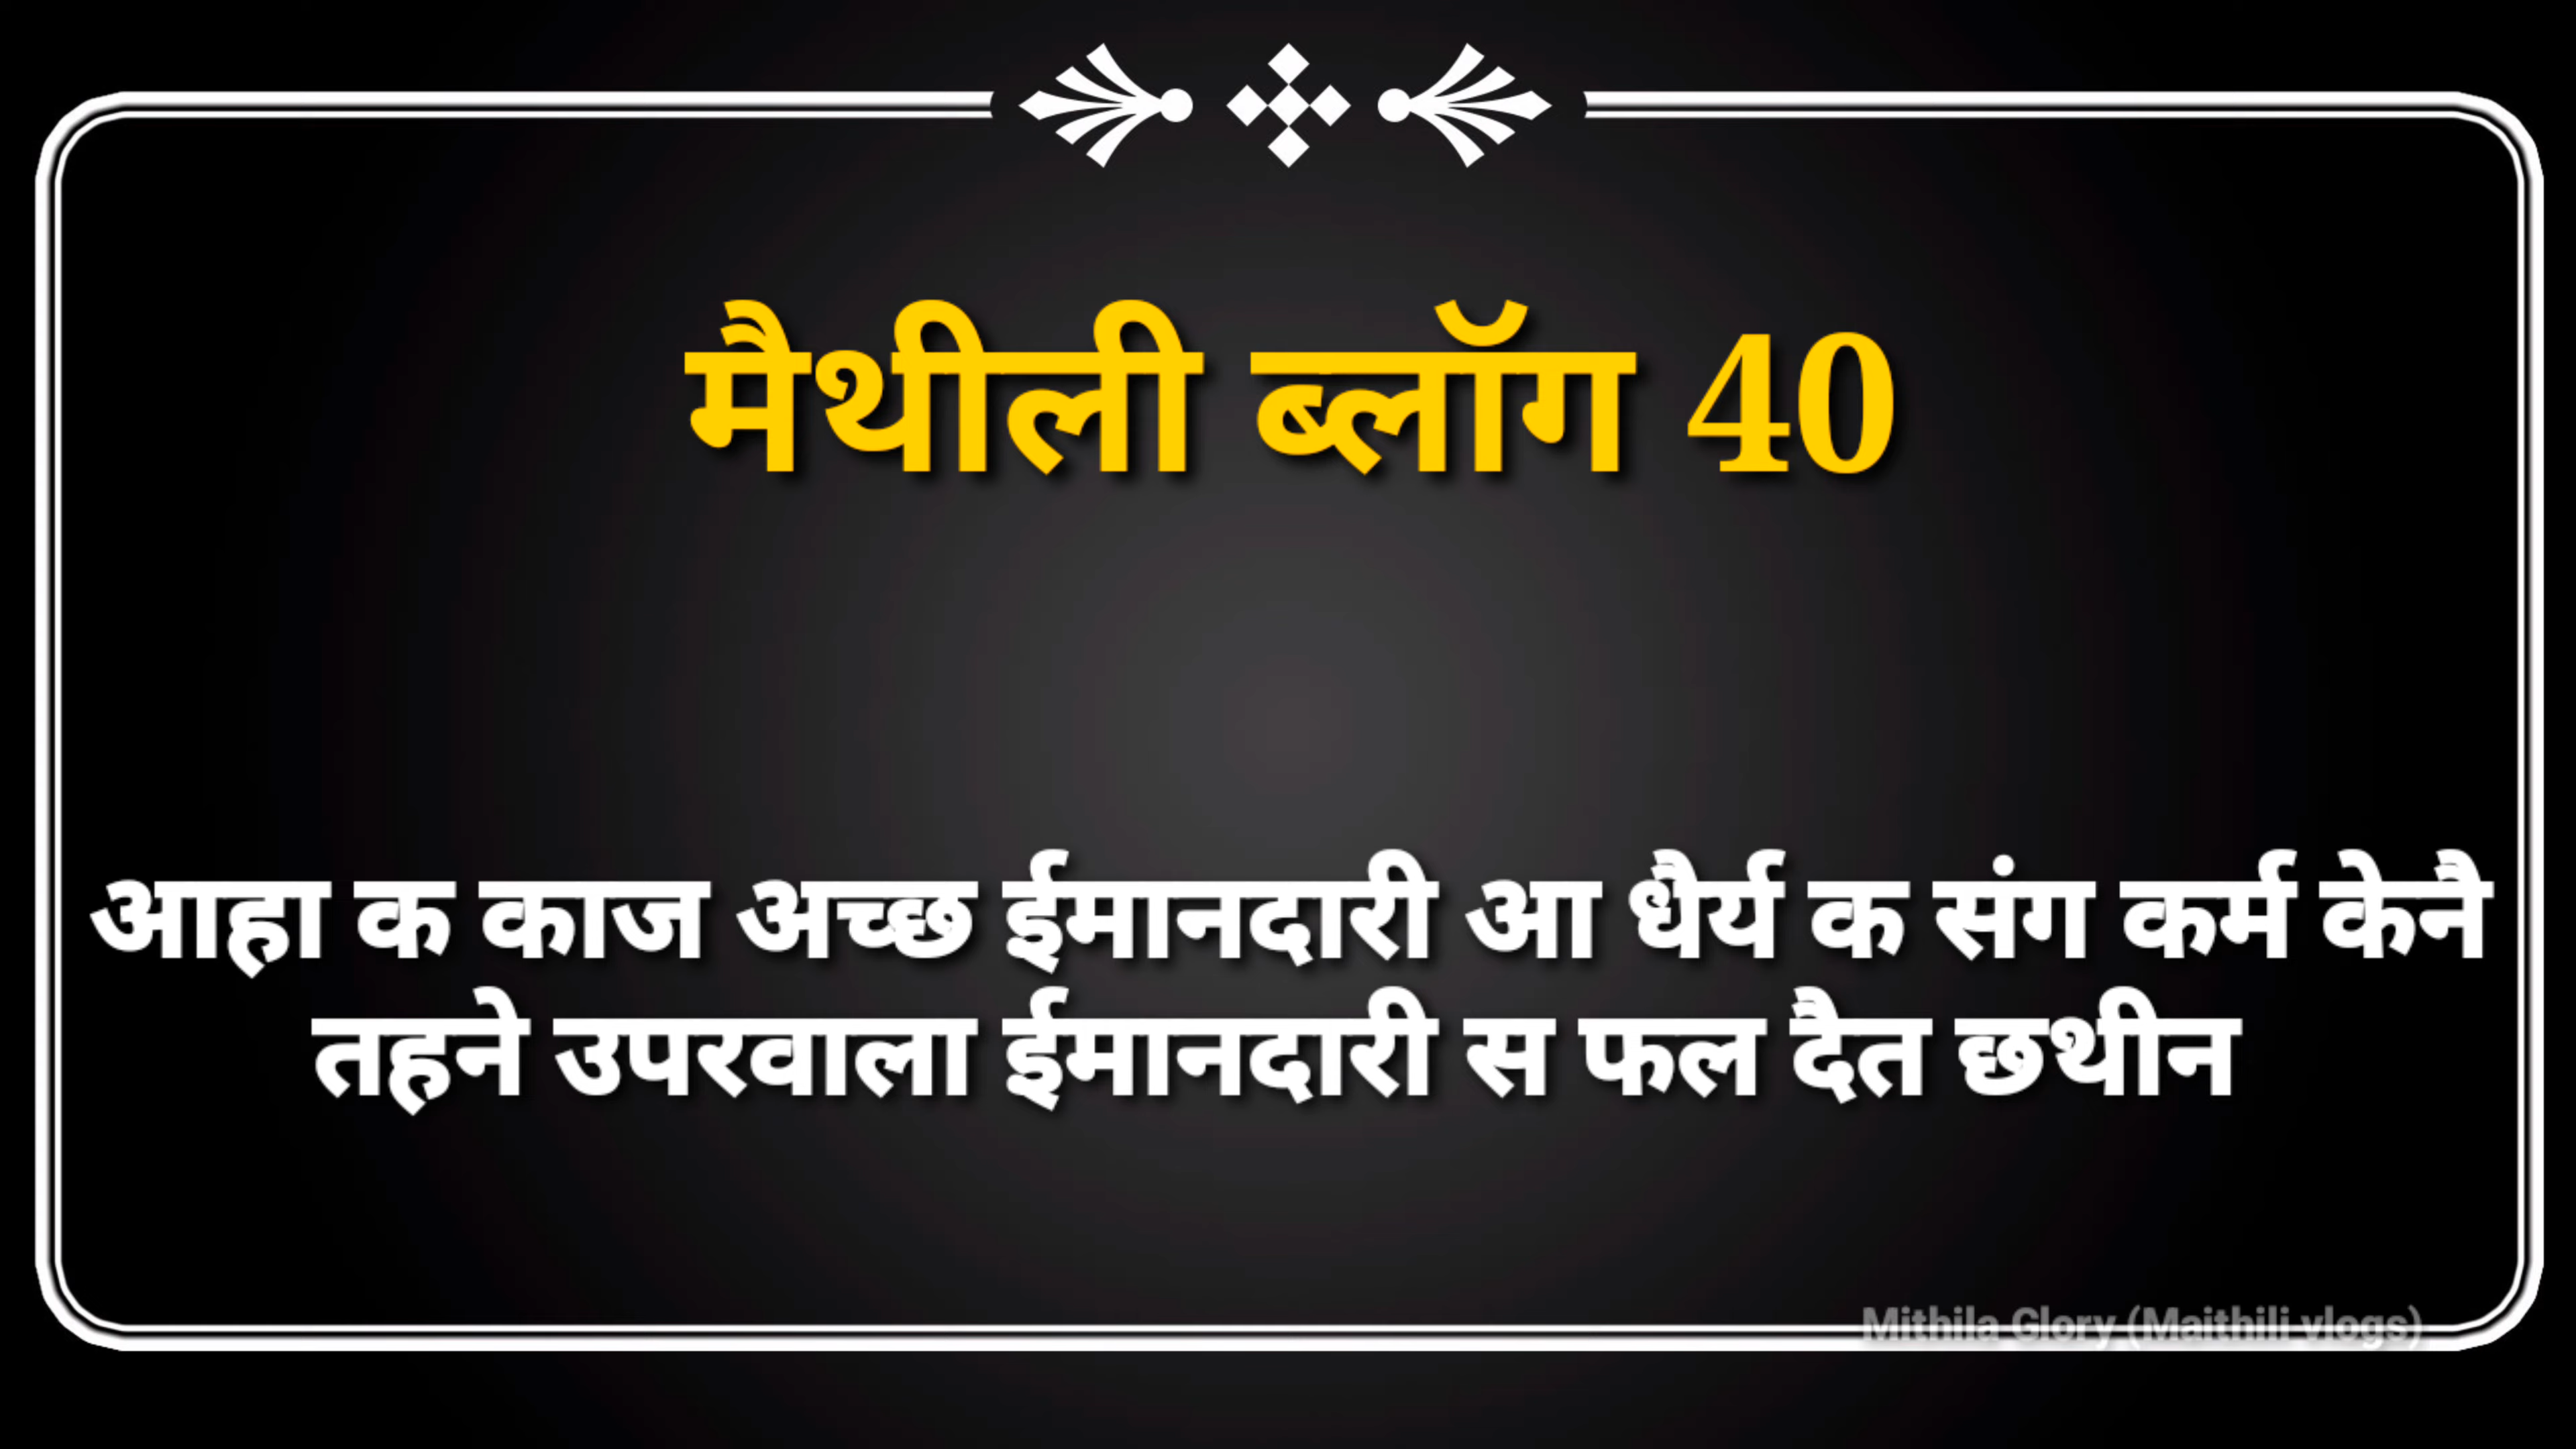 मैथीली ब्लॉग 40
आहा क काज अच्छ ईमानदारी आ धैर्य क संग कर्म केनै
तहने उपरवाला ईमानदारी स फल दैत छथीन
Mithila Glory (Maithili vlogs)